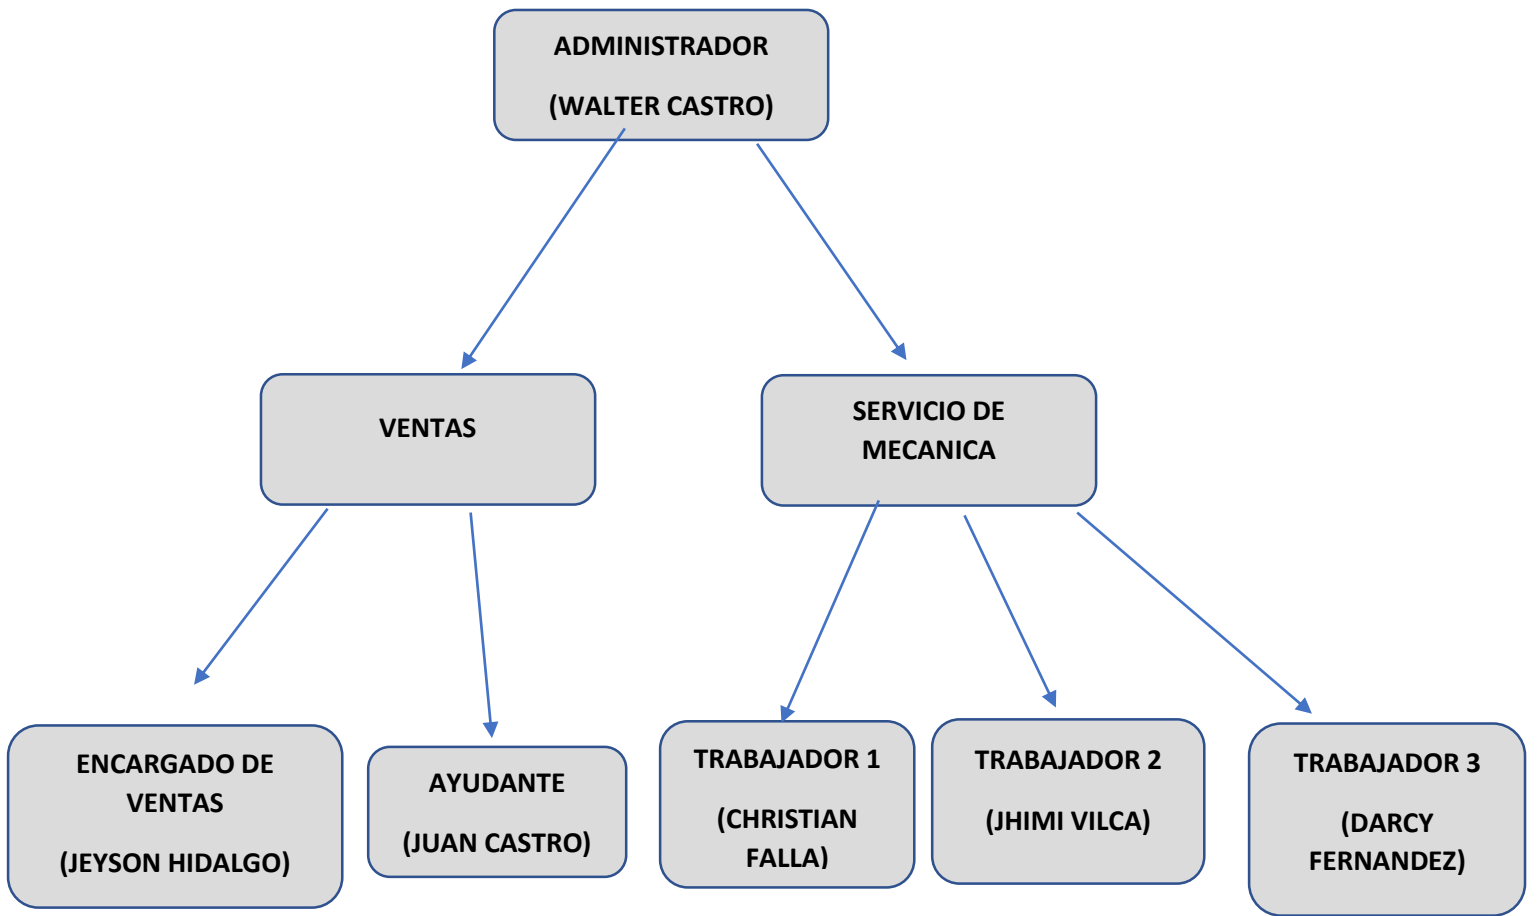 ADMINISTRADOR
(WALTER CASTRO)
VENTAS
SERVICIO DE
MECANICA
ENCARGADO DE
VENTAS
(JEYSON HIDALGO)
AYUDANTE
(JUAN CASTRO)
TRABAJADOR 1
(CHRISTIAN
FALLA)
TRABAJADOR 2
(JHIMI VILCA)
TRABAJADOR 3
(DARCY
FERNANDEZ)